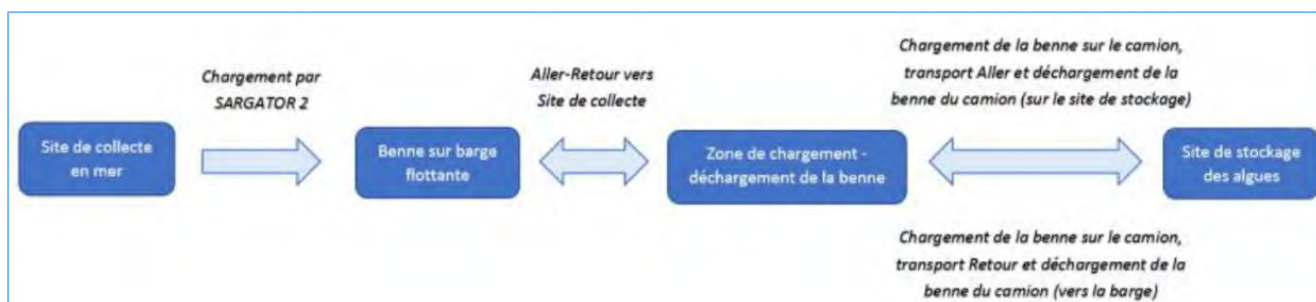 Chargement par
SARGATOR 2
Aller-Retour vers
Site de collecte
Chargement de la benne sur le camion,
transport Aller et déchargement de la
benne du camion (sur le site de stockage)
Site de collecte
en mer
Benne sur barge
flottante
Zone de chargement -
déchargement de la benne
Site de stockage
des algues
Chargement de la benne sur le camion,
transport Retour et déchargement de la
benne du camion (vers la barge)